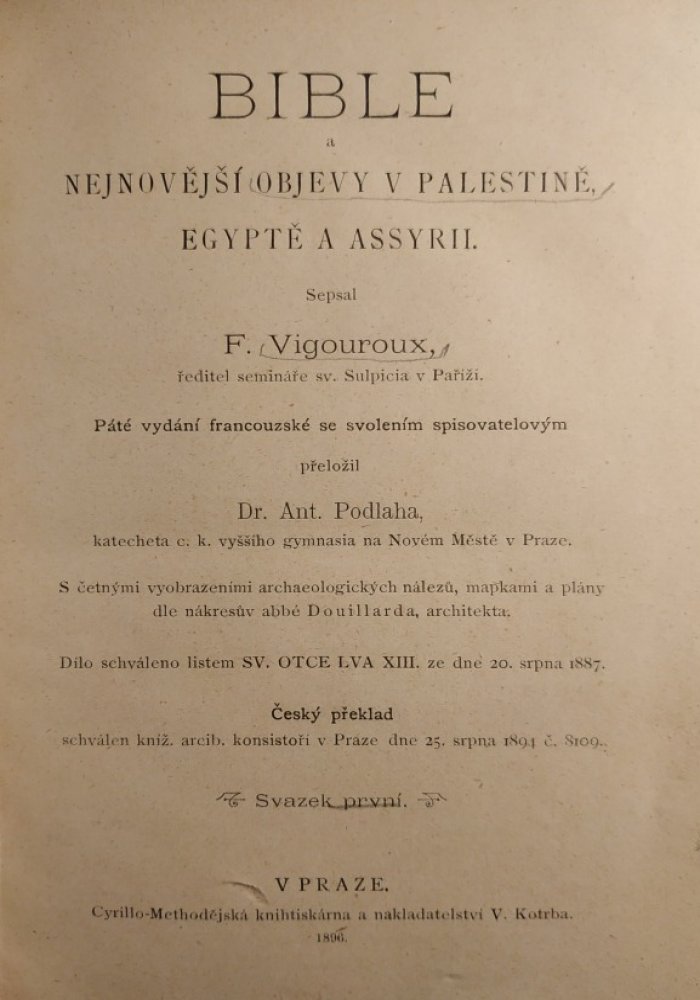 BIBLE
a
NEJNOVĚJŠÍ OBJEVY V PALESTINĚ,
EGYPTĚ A ASSYRII.
Sepsal
F. Vigouroux,
ředitel semináře sv. Sulpicia v Paříži.
Páté vydání francouzské se svolením spisovatelovým
přeložil
Dr. Ant. Podlaha,
katecheta c. k. vyššího gymnasia na Novém Městě v Praze.
S četnými vyobrazeními archaeologických nálezů, mapkami a plány
dle nákresův abbé Douillarda, architekta.
Dílo schváleno listem SV. OTCE LVA XIII. ze dne 20. srpna 1887.
Český překlad
schválen kníž. arcib. konsistoří v Praze dne 25. srpna 1894 č. 8109.
Svazek první.
V PRAZE.
Cyrillo-Methodějská knihtiskárna a nakladatelství V. Kotrba.
1896.